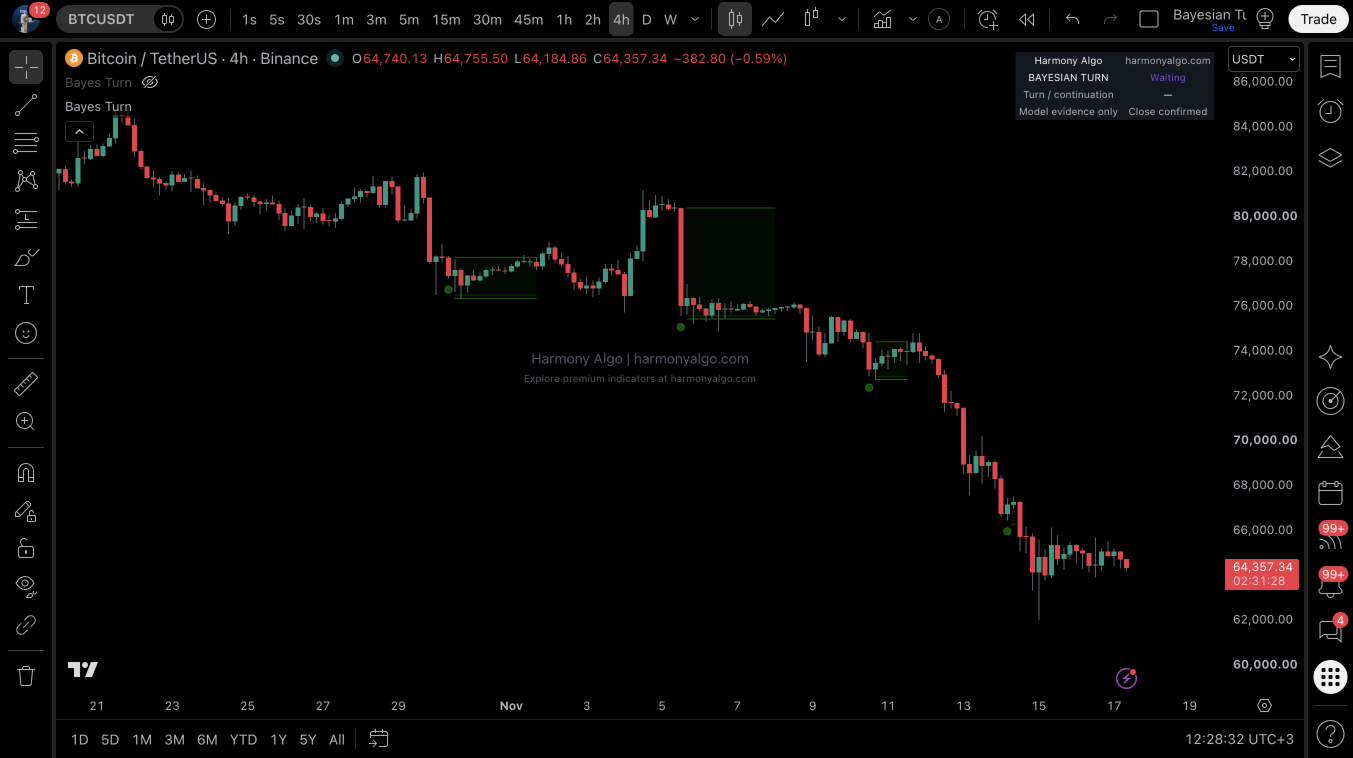 12
BTCUSDT
1s 5s 30s 1m 3m 5m 15m 30m 45m 1h 2h 4h D W
A
Bayesian Tu
Save
Trade
Bitcoin / TetherUS · 4h · Binance O64,740.13 H64,755.50 L64,184.86 C64,357.34 −382.80 (−0.59%)
Bayes Turn
Bayes Turn
Harmony Algo harmonyalgo.com
BAYESIAN TURN Waiting
Turn / continuation —
Model evidence only Close confirmed
USDT
86,000.00
84,000.00
82,000.00
80,000.00
78,000.00
76,000.00
74,000.00
72,000.00
70,000.00
68,000.00
66,000.00
64,357.34
02:31:28
62,000.00
60,000.00
Harmony Algo | harmonyalgo.com
Explore premium indicators at harmonyalgo.com
99+
99+
4
21 23 25 27 29 Nov 3 5 7 9 11 13 15 17 19
1D 5D 1M 3M 6M YTD 1Y 5Y All
12:28:32 UTC+3